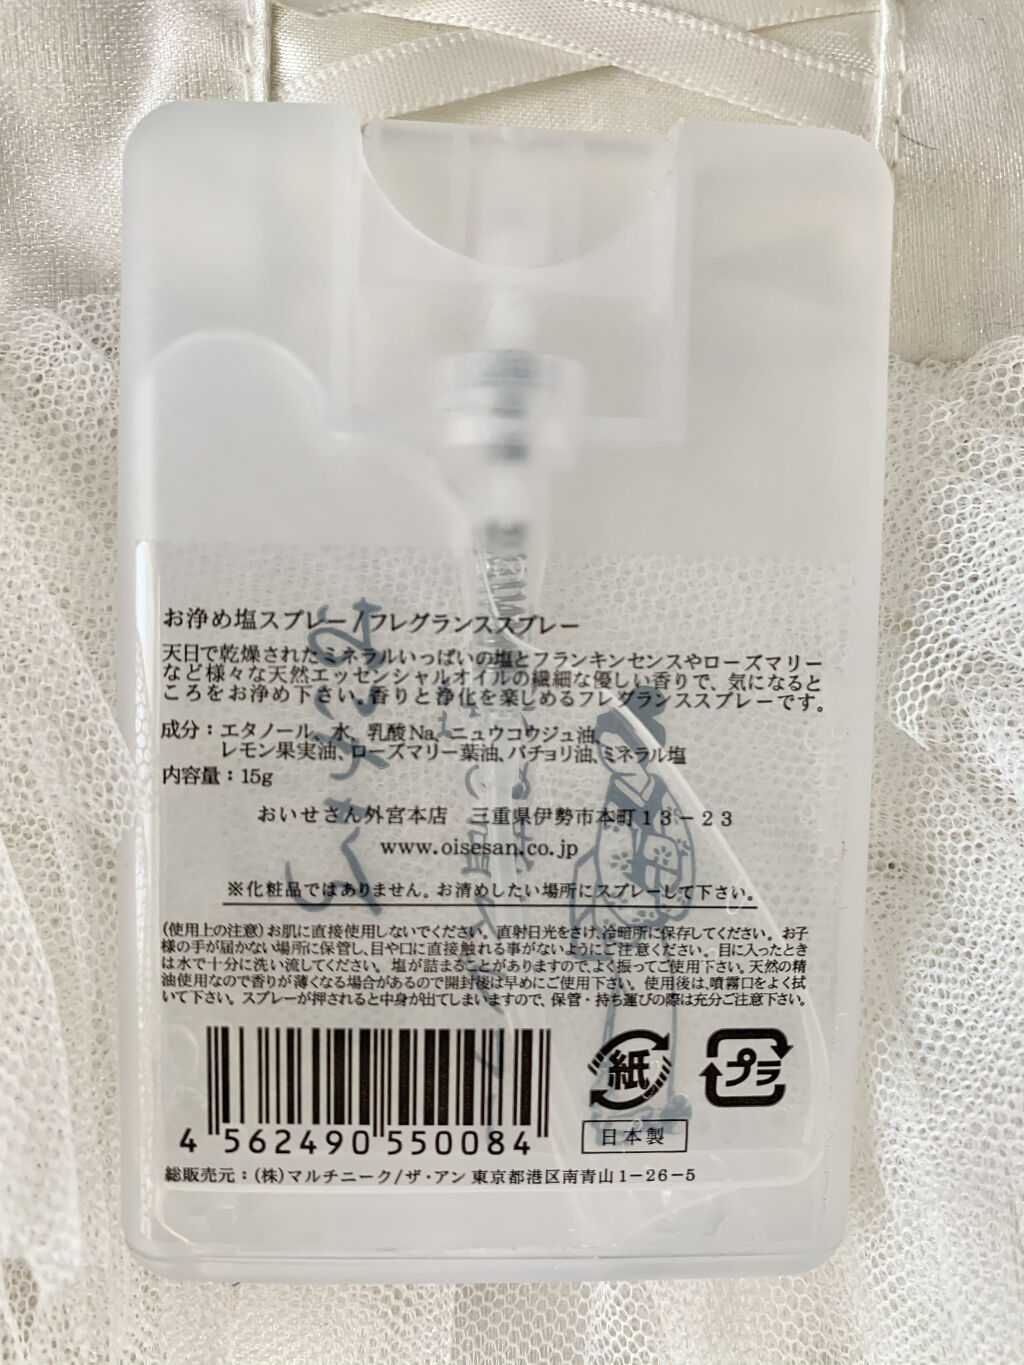 お浄め塩スプレー/フレグランススプレー
天日で乾燥されたミネラルいっぱいの塩とフランキンセンスやローズマリー
など様々な天然エッセンシャルオイルの繊細な優しい香りで、気になると
ころをお浄め下さい。香りと浄化を楽しめるフレグランススプレーです。
成分：エタノール、水、乳酸Na、ニュウコウジュ油、
レモン果実油、ローズマリー葉油、パチョリ油、ミネラル塩
内容量：15g
おいせさん外宮本店　三重県伊勢市本町１３－２３
www.oisesan.co.jp
※化粧品ではありません。お清めしたい場所にスプレーして下さい。
(使用上の注意)お肌に直接使用しないでください。直射日光をさけ、冷暗所に保存してください。お子
様の手が届かない場所に保管し、目や口に直接触れる事がないようにご注意ください。目に入ったとき
は水で十分に洗い流してください。塩が詰まることがありますので、よく振ってご使用下さい。天然の精
油使用なので香りが薄くなる場合があるので開封後は早めにご使用下さい。使用後は、噴霧口をよく拭
いて下さい。スプレーが押されると中身が出てしまいますので、保管・持ち運びの際は充分ご注意下さい。
紙
プラ
日本製
4 562490 550084
総販売元：(株)マルチニーク/ザ・アン 東京都港区南青山1-26-5